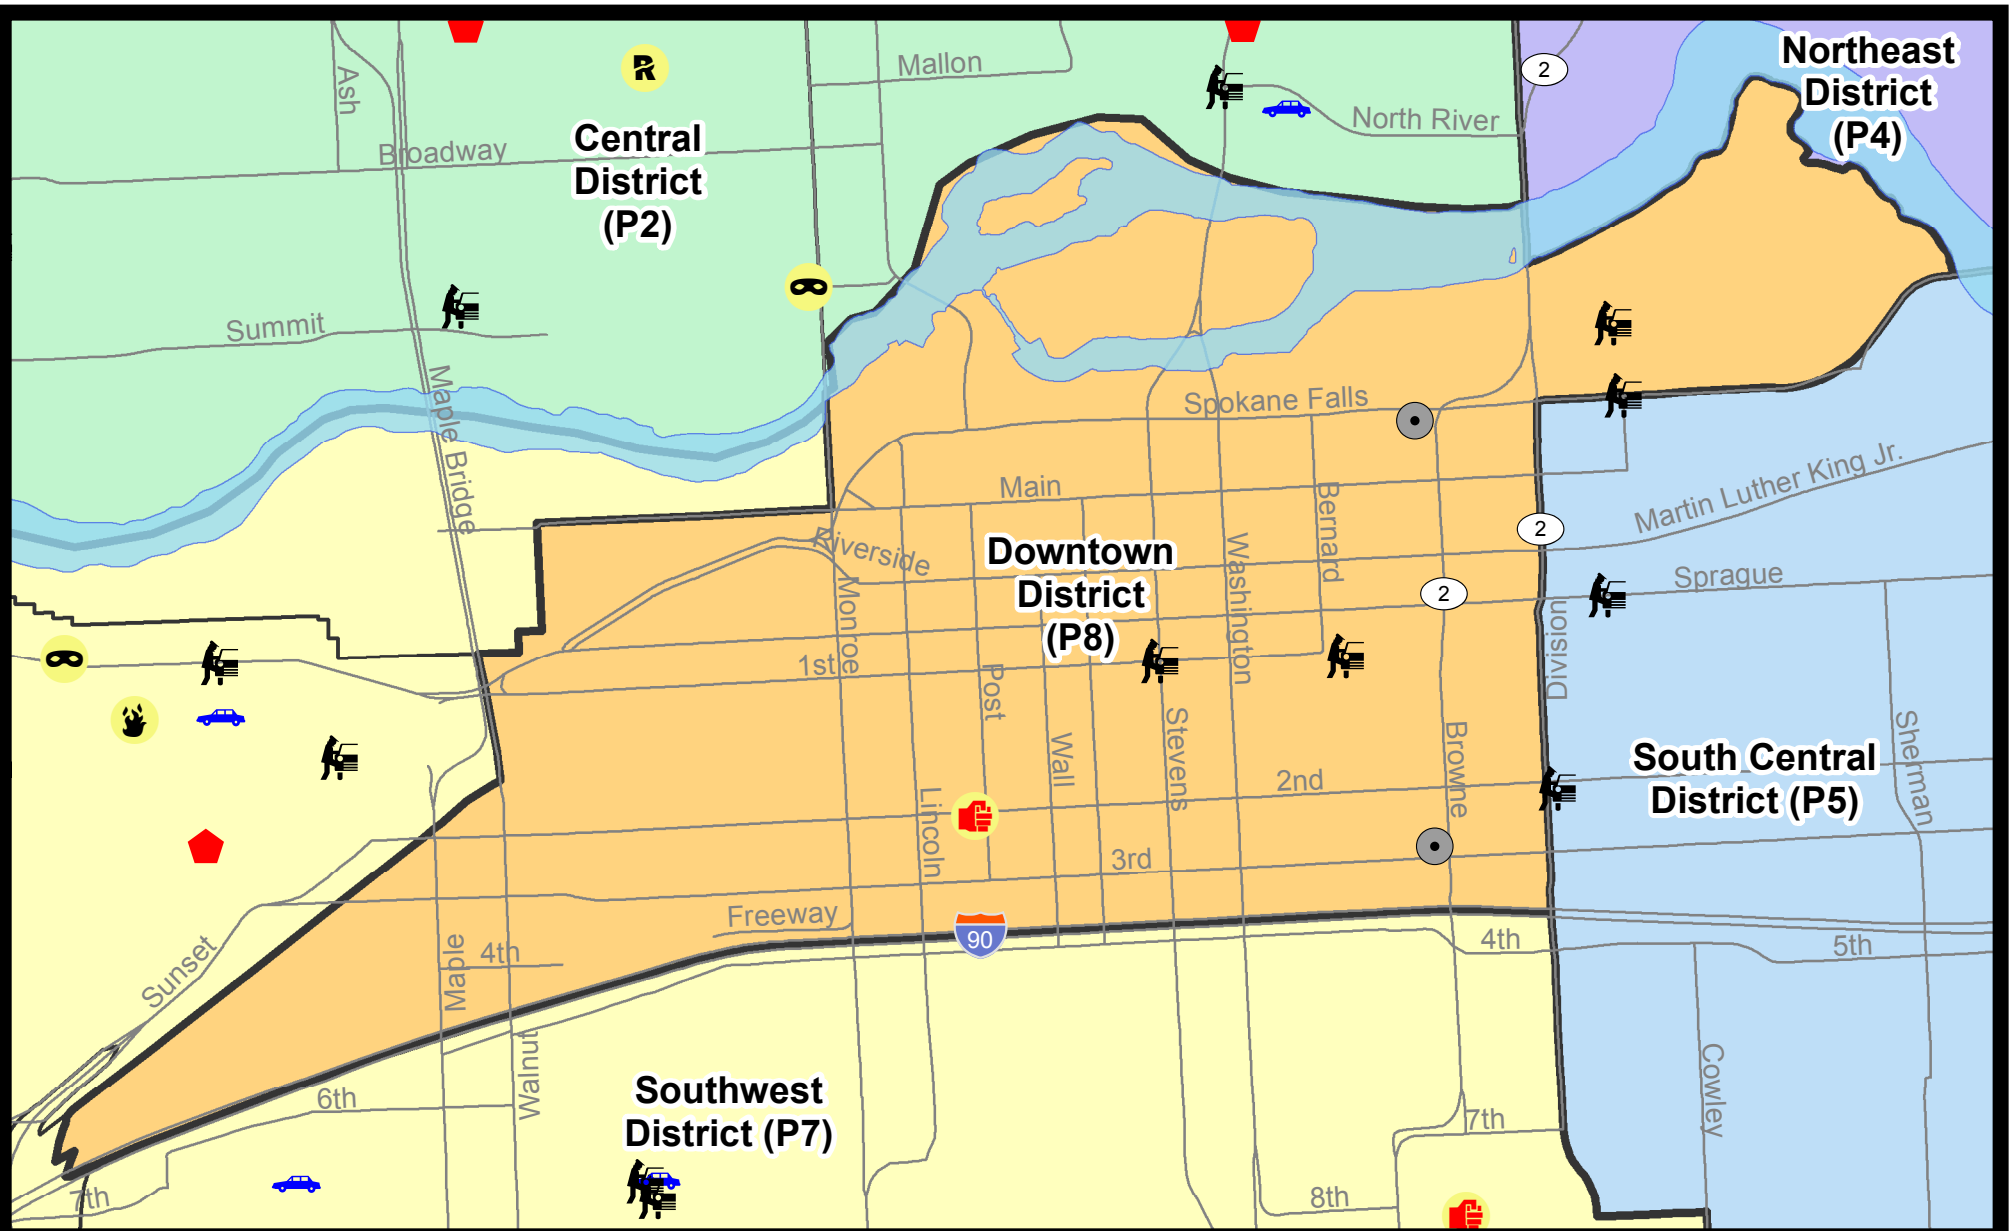 Northeast
District
(P4)
2
Mallon
Ash
R
Central
District
(P2)
Broadway
North River
Summit
Maple Bridge
Spokane Falls
Main
Bernard
Martin Luther King Jr.
2
Riverside
Downtown
District
(P8)
Washington
2
Sprague
Monroe
1st
Division
Post
Stevens
Wall
Browne
Sherman
South Central
District (P5)
2nd
Lincoln
3rd
Freeway
90
4th
5th
Sunset
Maple
4th
Walnut
6th
Cowley
Southwest
District (P7)
7th
7th
8th